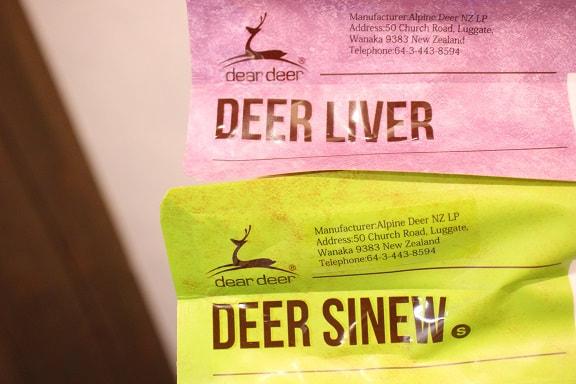 Manufacturer:Alpine Deer NZ LP
Address:50 Church Road, Luggate,
Wanaka 9383 New Zealand
Telephone:64-3-443-8594
dear deer®
DEER LIVER
Manufacturer:Alpine Deer NZ LP
Address:50 Church Road, Luggate,
Wanaka 9383 New Zealand
Telephone:64-3-443-8594
dear deer®
DEER SINEW S